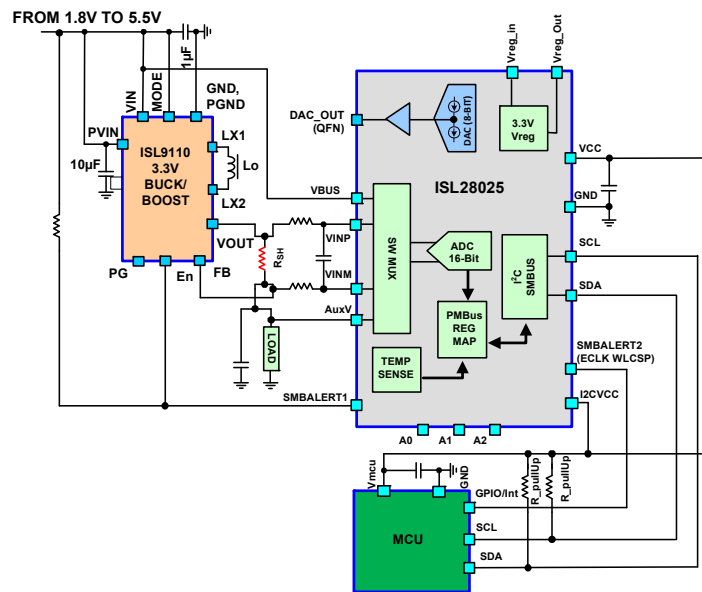 FROM 1.8V TO 5.5V
1µF
VIN
MODE
GND,
PGND
PVIN
10µF
ISL9110
3.3V
BUCK/
BOOST
LX1
Lo
LX2
VOUT
PG
En
FB
RSH
LOAD
Vreg_in
Vreg_Out
DAC_OUT
(QFN)
DAC (8-BIT)
3.3V
Vreg
VCC
ISL28025
GND
VBUS
VINP
VINM
AuxV
SW MUX
ADC
16-Bit
I2C
SMBUS
SCL
SDA
PMBus
REG
MAP
TEMP
SENSE
SMBALERT2
(ECLK WLCSP)
I2CVCC
SMBALERT1
A0
A1
A2
Vmcu
GND
R_pullUp
R_pullUp
GPIO/Int
MCU
SCL
SDA